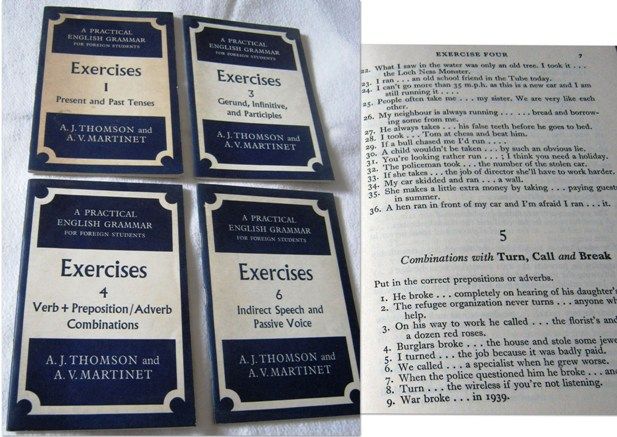 A PRACTICAL
ENGLISH GRAMMAR
FOR FOREIGN STUDENTS
Exercises
1
Present and Past Tenses
A. J. THOMSON and
A. V. MARTINET
A PRACTICAL
ENGLISH GRAMMAR
FOR FOREIGN STUDENTS
Exercises
3
Gerund, Infinitive,
and Participles
A. J. THOMSON and
A. V. MARTINET
A PRACTICAL
ENGLISH GRAMMAR
FOR FOREIGN STUDENTS
Exercises
4
Verb + Preposition/Adverb
Combinations
A. J. THOMSON and
A. V. MARTINET
A PRACTICAL
ENGLISH GRAMMAR
FOR FOREIGN STUDENTS
Exercises
6
Indirect Speech and
Passive Voice
A. J. THOMSON and
A. V. MARTINET
EXERCISE FOUR 7
22. What I saw in the water was only an old tree. I took it . . .
the Loch Ness Monster.
23. I ran . . . an old school friend in the Tube today.
24. I can't go more than 35 m.p.h. as this is a new car and I am
still running it . . . .
25. People often take me . . . my sister. We are very like each
other.
26. My neighbour is always running . . . . . . bread and borrow-
ing some from me.
27. He always takes . . . his false teeth before he goes to bed.
28. I took . . . Tom at chess and beat him.
29. If a bull chased me I'd run . . . .
30. A child wouldn't be taken . . . by such an obvious lie.
31. You're looking rather run . . . ; I think you need a holiday.
32. The policeman took . . . the number of the stolen car.
33. If she takes . . . the job of director she'll have to work harder.
34. My car skidded and ran . . . a wall.
35. She makes a little extra money by taking . . . paying guests
in summer.
36. A hen ran in front of my car and I'm afraid I ran . . . it.
5
Combinations with Turn, Call and Break
Put in the correct prepositions or adverbs.
1. He broke . . . completely on hearing of his daughter'
2. The refugee organization never turns . . . anyone wh
help.
3. On his way to work he called . . . the florist's and
a dozen red roses.
4. Burglars broke . . . the house and stole some jewe
5. I turned . . . the job because it was badly paid.
6. We called . . . a specialist when he grew worse.
7. When the police questioned him he broke . . . and
8. Turn . . . the wireless if you're not listening.
9. War broke . . . in 1939.